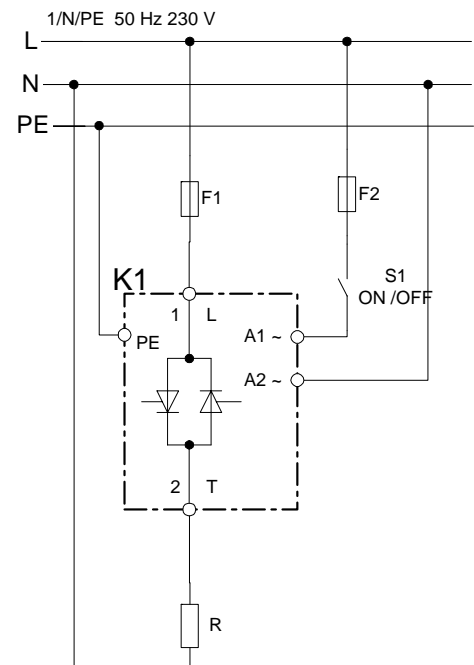 1/N/PE 50 Hz 230 V
L
N
PE
F1
F2
S1
ON /OFF
K1
1 L
PE
A1 ~
A2 ~
2 T
R